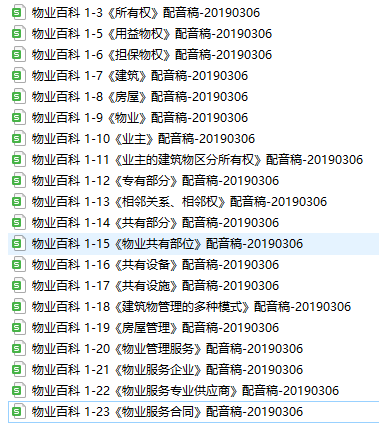 物业百科 1-3《所有权》配音稿-20190306
物业百科 1-5《用益物权》配音稿-20190306
物业百科 1-6《担保物权》配音稿-20190306
物业百科 1-7《建筑》配音稿-20190306
物业百科 1-8《房屋》配音稿-20190306
物业百科 1-9《物业》配音稿-20190306
物业百科 1-10《业主》配音稿-20190306
物业百科 1-11《业主的建筑物区分所有权》配音稿-20190306
物业百科 1-12《专有部分》配音稿-20190306
物业百科 1-13《相邻关系、相邻权》配音稿-20190306
物业百科 1-14《共有部分》配音稿-20190306
物业百科 1-15《物业共有部位》配音稿-20190306
物业百科 1-16《共有设备》配音稿-20190306
物业百科 1-17《共有设施》配音稿-20190306
物业百科 1-18《建筑物管理的多种模式》配音稿-20190306
物业百科 1-19《房屋管理》配音稿-20190306
物业百科 1-20《物业管理服务》配音稿-20190306
物业百科 1-21《物业服务企业》配音稿-20190306
物业百科 1-22《物业服务专业供应商》配音稿-20190306
物业百科 1-23《物业服务合同》配音稿-20190306